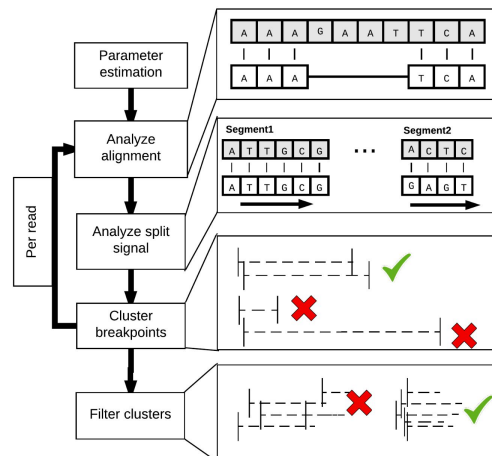 Parameter
estimation
Analyze
alignment
Analyze split
signal
Cluster
breakpoints
Filter clusters
Per read
A A A G A A T T C A
A A A T C A
Segment1 ... Segment2
A T T G C G A C T C
A T T G C G G A G T